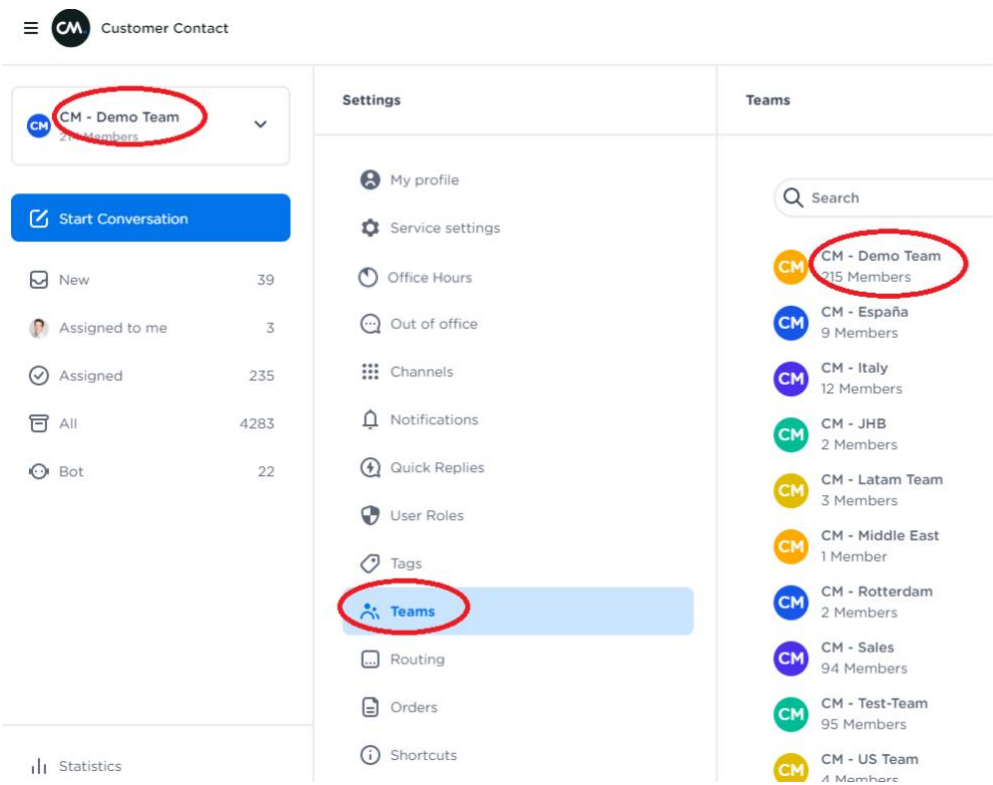 CM.
Customer Contact
CM
CM - Demo Team
Members
Start Conversation
New 39
Assigned to me 3
Assigned 235
All 4283
Bot 22
Statistics
Settings
My profile
Service settings
Office Hours
Out of office
Channels
Notifications
Quick Replies
User Roles
Tags
Teams
Routing
Orders
Shortcuts
Teams
Search
CM
CM - Demo Team
215 Members
CM
CM - España
9 Members
CM
CM - Italy
12 Members
CM
CM - JHB
2 Members
CM
CM - Latam Team
3 Members
CM
CM - Middle East
1 Member
CM
CM - Rotterdam
2 Members
CM
CM - Sales
94 Members
CM
CM - Test-Team
95 Members
CM
CM - US Team
4 Members